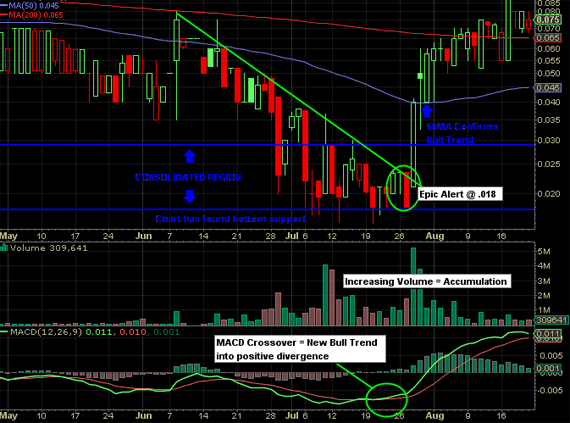 MA(50) 0.045
MA(200) 0.065
0.085
0.080
0.075
0.065
0.060
0.055
0.050
0.045
0.040
50MA Confirms
Bull Trend
0.030
CONSOLIDATED REGION
0.025
Epic Alert @ .018
0.020
Chart has found bottom support
May 10 17 24 Jun 7 14 21 28 Jul 6 12 19 26 Aug 9 16
Volume 309,641
5M
4M
Increasing Volume = Accumulation
3M
2M
1M
309641
MACD(12,26,9) 0.011, 0.010, 0.001
0.011
MACD Crossover = New Bull Trend
into positive divergence
0.005
0.001
-0.005
May 10 17 24 Jun 7 14 21 28 Jul 6 12 19 26 Aug 9 16